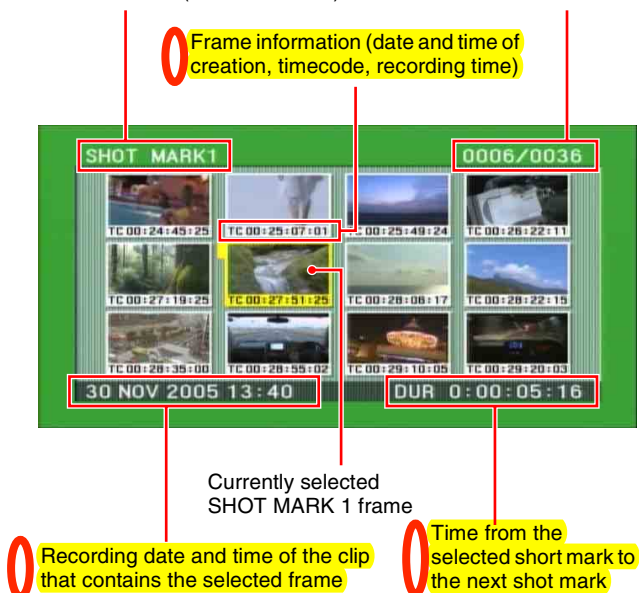 Frame information (date and time of
creation, timecode, recording time)
SHOT MARK1
0006/0036
TC 00:24:45:25
TC 00:25:07:01
TC 00:25:49:24
TC 00:26:22:11
TC 00:27:19:25
TC 00:27:51:25
TC 00:28:08:17
TC 00:28:22:15
TC 00:28:35:00
TC 00:28:55:02
TC 00:29:10:05
TC 00:29:20:03
30 NOV 2005 13:40
DUR 0:00:05:16
Currently selected
SHOT MARK 1 frame
Recording date and time of the clip
that contains the selected frame
Time from the
selected short mark to
the next shot mark